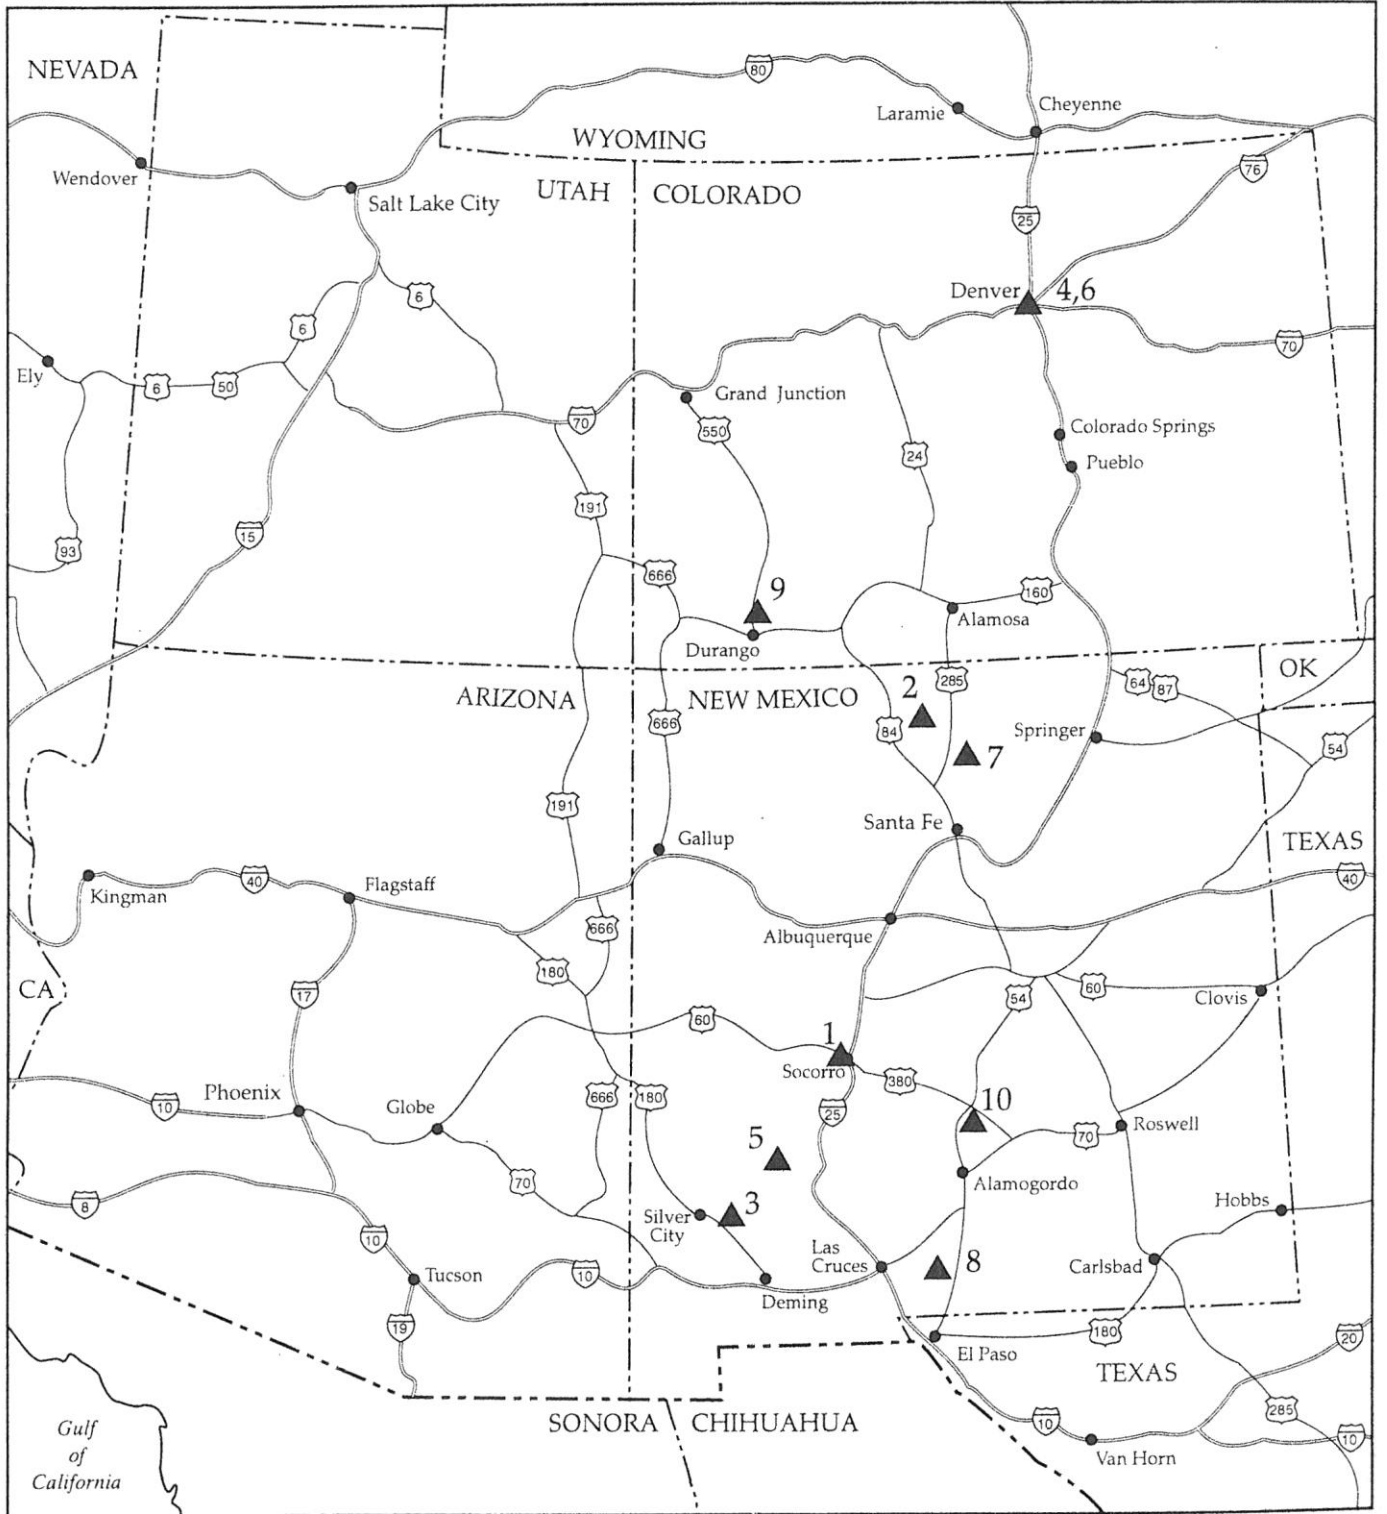 NEVADA
80
Laramie
Cheyenne
WYOMING
Wendover
76
UTAH
COLORADO
Salt Lake City
25
Denver
4,6
6
6
70
Ely
6
50
Grand Junction
70
550
Colorado Springs
24
Pueblo
191
15
93
666
9
160
Alamosa
Durango
OK
ARIZONA
NEW MEXICO
285
64
87
2
666
84
Springer
54
7
191
Santa Fe
Gallup
TEXAS
40
40
Kingman
Flagstaff
666
Albuquerque
180
CA
17
60
54
Clovis
60
1
Socorro
380
Phoenix
10
Globe
666
180
25
10
Roswell
70
5
70
Alamogordo
8
3
Hobbs
Silver
City
10
Las
Cruces
8
Carlsbad
Tucson
10
Deming
19
180
20
El Paso
TEXAS
285
SONORA
CHIHUAHUA
10
10
Gulf
of
California
Van Horn